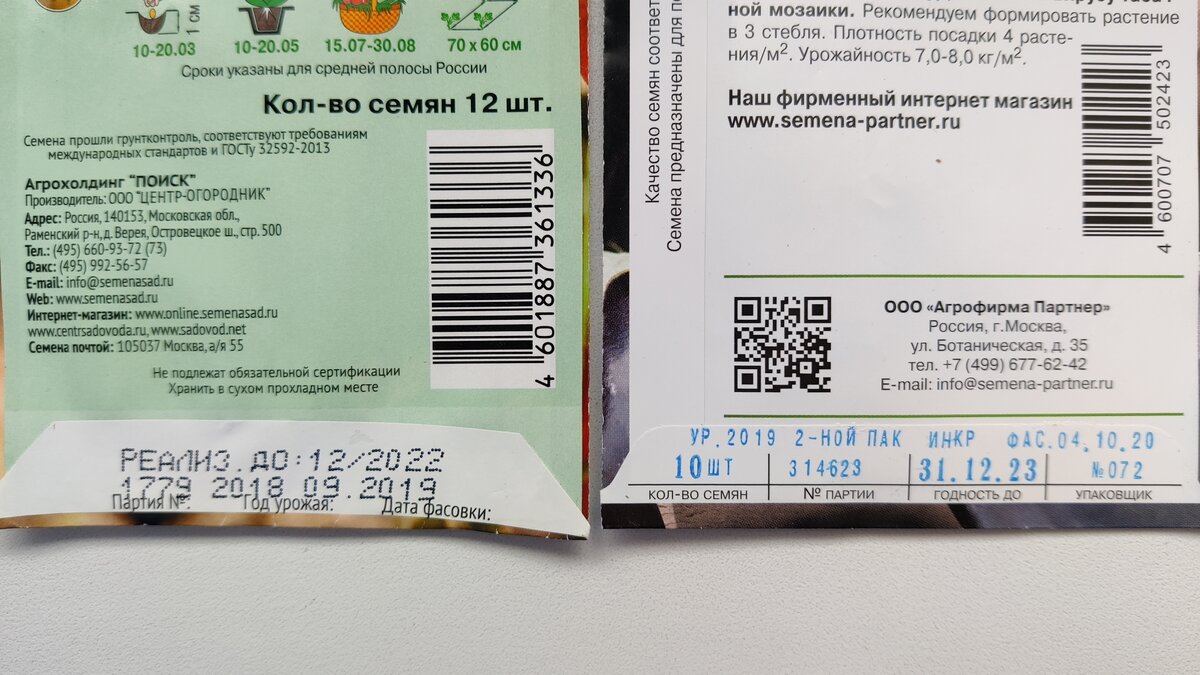 1 см
10-20.03
10-20.05
15.07-30.08
70 x 60 см
Сроки указаны для средней полосы России
Кол-во семян 12 шт.
Семена прошли грунтконтроль, соответствуют требованиям
международных стандартов и ГОСТу 32592-2013
Агрохолдинг "ПОИСК"
Производитель: ООО "ЦЕНТР-ОГОРОДНИК"
Адрес: Россия, 140153, Московская обл.,
Раменский р-н, д. Верея, Островецкое ш., стр. 500
Тел.: (495) 660-93-72 (73)
Факс: (495) 992-56-57
E-mail: info@semenasad.ru
Web: www.semenasad.ru
Интернет-магазин: www.online.semenasad.ru
www.centrsadovoda.ru, www.sadovod.net
Семена почтой: 105037 Москва, а/я 55
Не подлежат обязательной сертификации
Хранить в сухом прохладном месте
4 601887 361336
РЕАЛИЗ.ДО:12/2022
1779 2018 09.2019
Партия №: Год урожая: Дата фасовки:
Качество семян соответ
Семена предназначены для
ной мозаики. Рекомендуем формировать растение
в 3 стебля. Плотность посадки 4 расте-
ния/м². Урожайность 7,0-8,0 кг/м².
Наш фирменный интернет магазин
www.semena-partner.ru
4 600707 502423
ООО «Агрофирма Партнер»
Россия, г.Москва,
ул. Ботаническая, д. 35
тел. +7 (499) 677-62-42
E-mail: info@semena-partner.ru
УР.2019 2-НОЙ ПАК ИНКР ФАС.04.10.20
10ШТ 314623 31.12.23 №072
КОЛ-ВО СЕМЯН № ПАРТИИ ГОДНОСТЬ ДО УПАКОВЩИК